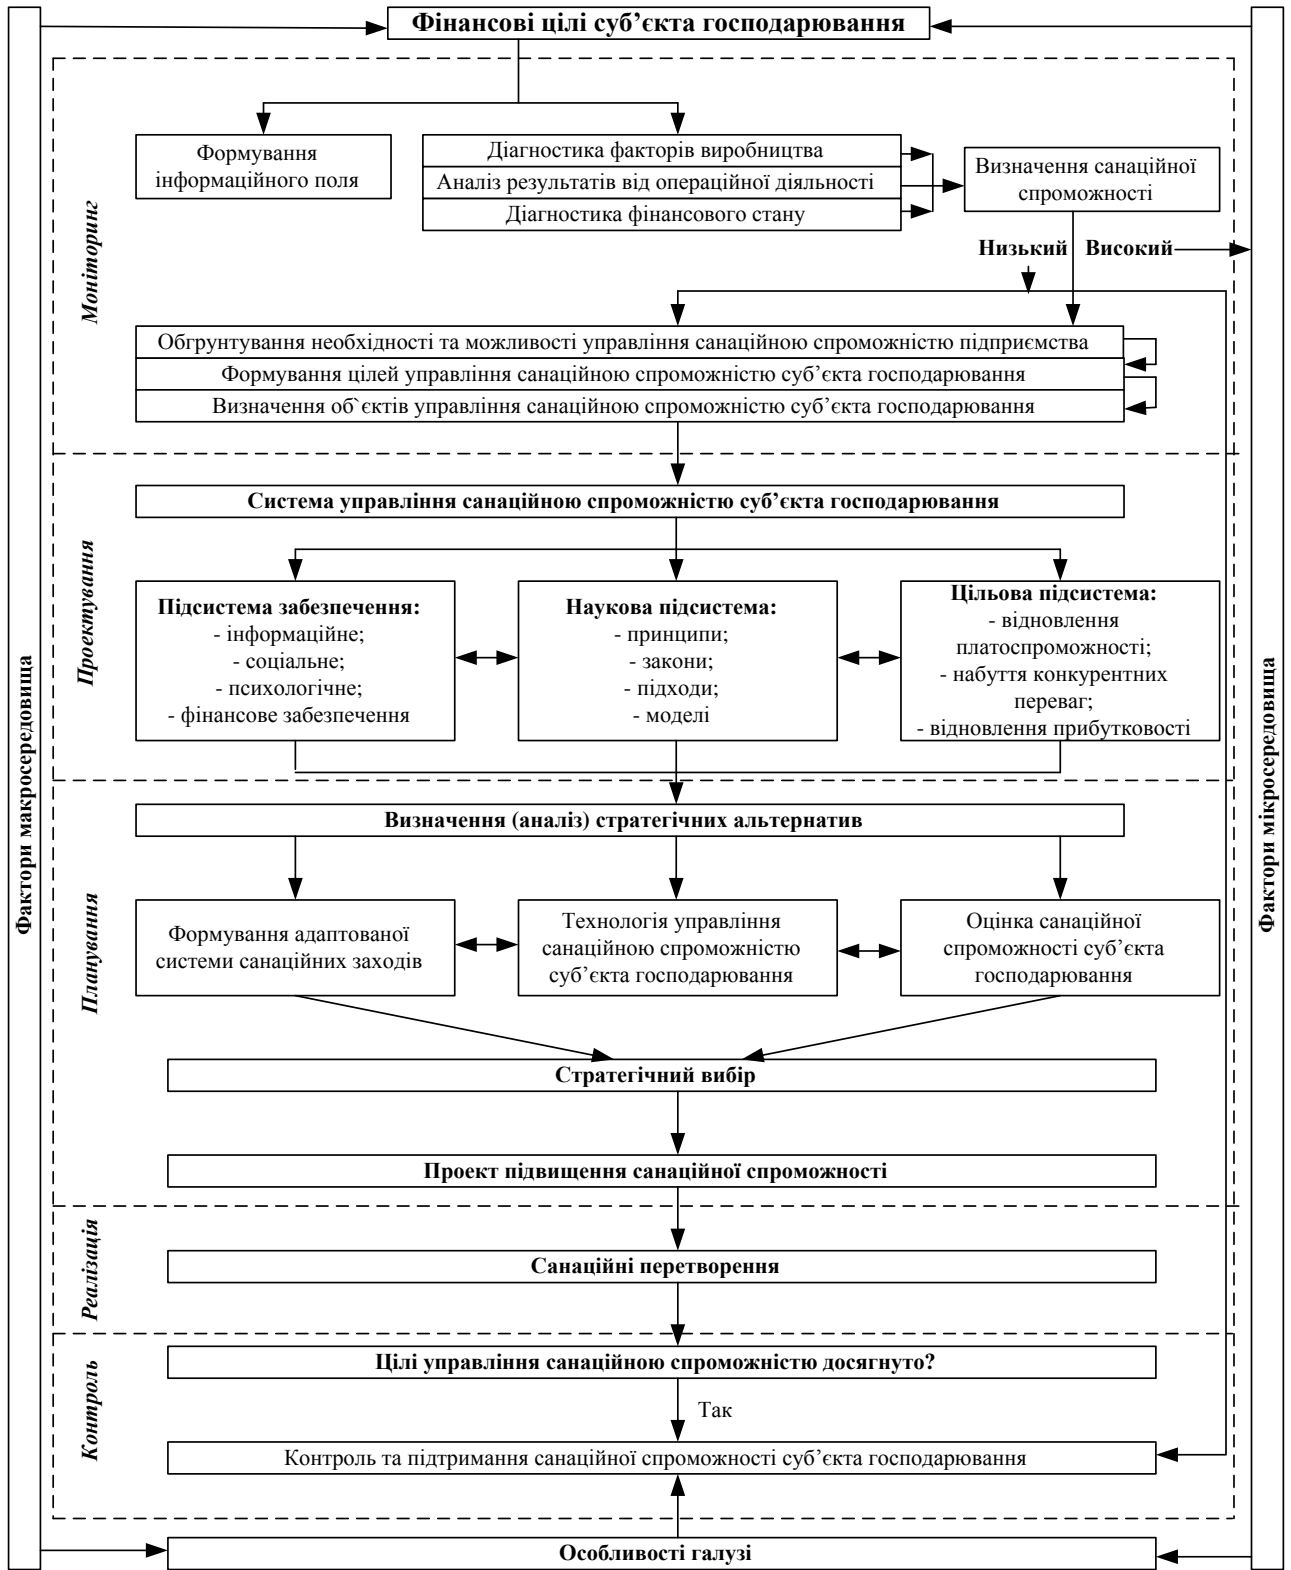 Фінансові цілі суб’єкта господарювання
Моніторинг
Формування
інформаційного поля
Діагностика факторів виробництва
Аналіз результатів від операційної діяльності
Діагностика фінансового стану
Визначення санаційної
спроможності
Низький
Високий
Обгрунтування необхідності та можливості управління санаційною спроможністю підприємства
Формування цілей управління санаційною спроможністю суб’єкта господарювання
Визначення об`єктів управління санаційною спроможністю суб’єкта господарювання
Проектування
Система управління санаційною спроможністю суб’єкта господарювання
Підсистема забезпечення:
- інформаційне;
- соціальне;
- психологічне;
- фінансове забезпечення
Наукова підсистема:
- принципи;
- закони;
- підходи;
- моделі
Цільова підсистема:
- відновлення
платоспроможності;
- набуття конкурентних
переваг;
- відновлення прибутковості
Фактори макросередовища
Фактори мікросередовища
Планування
Визначення (аналіз) стратегічних альтернатив
Формування адаптованої
системи санаційних заходів
Технологія управління
санаційною спроможністю
суб’єкта господарювання
Оцінка санаційної
спроможності суб’єкта
господарювання
Стратегічний вибір
Проект підвищення санаційної спроможності
Реалізація
Санаційні перетворення
Контроль
Цілі управління санаційною спроможністю досягнуто?
Так
Контроль та підтримання санаційної спроможності суб’єкта господарювання
Особливості галузі